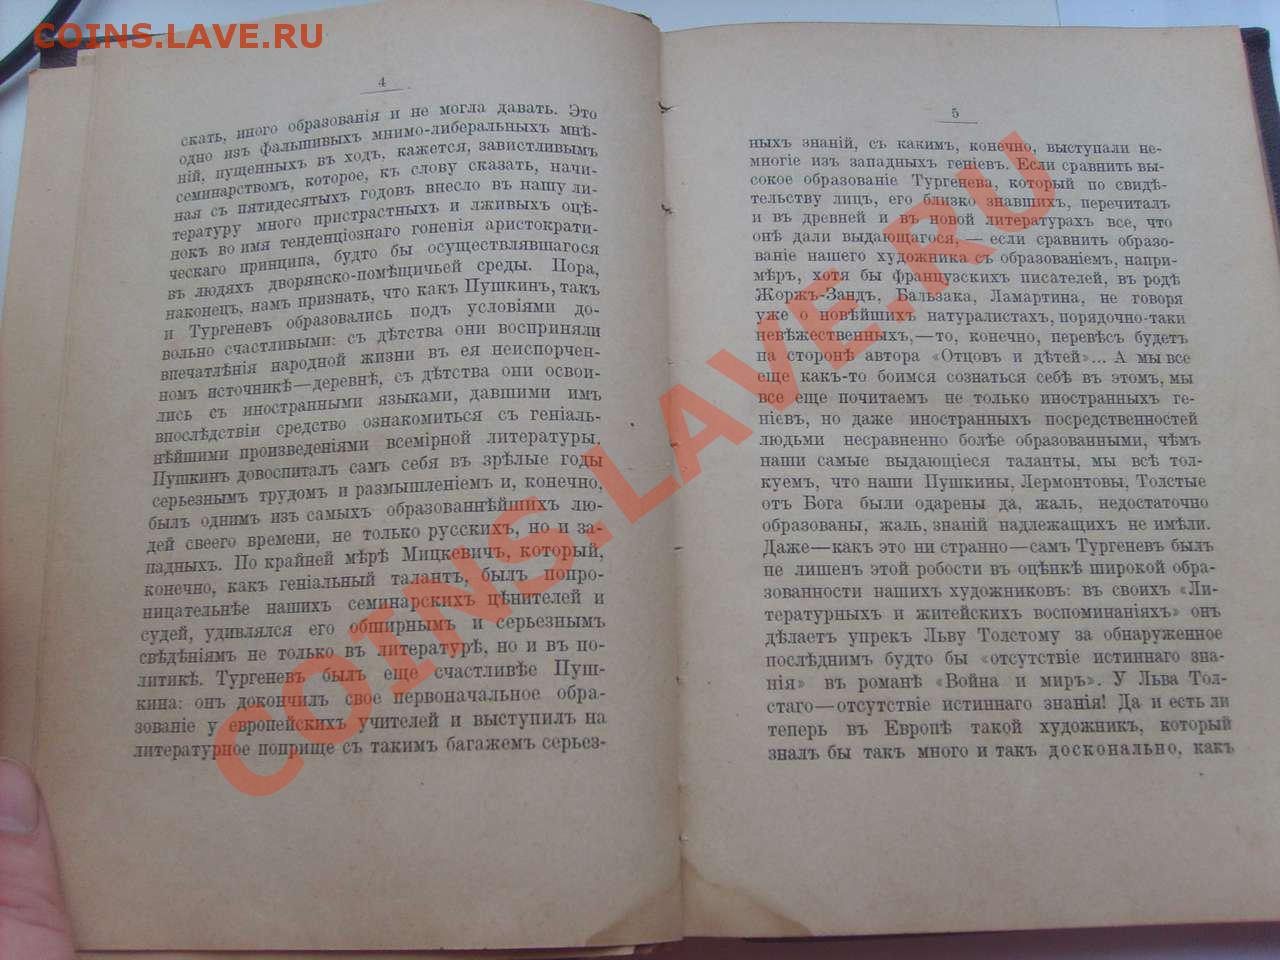 COINS.LAVE.RU
4
скать, иного образованія и не могла давать. Это
одно изъ фальшивыхъ мнимо-либеральныхъ мнѣ-
ній, пущенныхъ въ ходъ, кажется, завистливымъ
семинарствомъ, которое, къ слову сказать, начи-
ная съ пятидесятыхъ годовъ внесло въ нашу ли-
тературу много пристрастныхъ и лживыхъ оцѣ-
нокъ во имя тенденціознаго гоненія аристократи-
ческаго принципа, будто бы осуществлявшагося
въ людяхъ дворянско-помѣщичьей среды. Пора,
наконецъ, намъ признать, что какъ Пушкинъ, такъ
и Тургеневъ образовались подъ условіями до-
вольно счастливыми: съ дѣтства они восприняли
впечатлѣнія народной жизни въ ея неиспорчен-
номъ источникѣ—деревнѣ, съ дѣтства они освои-
лись съ иностранными языками, давшими имъ
впослѣдствіи средство ознакомиться съ геніаль-
нѣйшими произведеніями всемірной литературы.
Пушкинъ довоспиталъ самъ себя въ зрѣлые годы
серьезнымъ трудомъ и размышленіемъ и, конечно,
былъ однимъ изъ самыхъ образованнѣйшихъ лю-
дей своего времени, не только русскихъ, но и за-
падныхъ. По крайней мѣрѣ Мицкевичъ, который,
конечно, какъ геніальный талантъ, былъ попро-
ницательнѣе нашихъ семинарскихъ цѣнителей и
судей, удивлялся его обширнымъ и серьезнымъ
свѣдѣніямъ не только въ литературѣ, но и въ по-
литикѣ. Тургеневъ былъ еще счастливѣе Пуш-
кина: онъ докончилъ свое первоначальное обра-
зованіе у европейскихъ учителей и выступилъ на
литературное поприще съ такимъ багажемъ серьез-
5
ныхъ знаній, съ какимъ, конечно, выступали не-
многіе изъ западныхъ геніевъ. Если сравнить вы-
сокое образованіе Тургенева, который по свидѣ-
тельству лицъ, его близко знавшихъ, перечиталъ
и въ древней и въ новой литературахъ все, что
онѣ дали выдающагося, — если сравнить образо-
ваніе нашего художника съ образованіемъ, напри-
мѣръ, хотя бы французскихъ писателей, въ родѣ
Жоржъ-Зандъ, Бальзака, Ламартина, не говоря
уже о новѣйшихъ натуралистахъ, порядочно-таки
невѣжественныхъ,—то, конечно, перевѣсъ будетъ
на сторонѣ автора «Отцовъ и дѣтей»... А мы все
еще какъ-то боимся сознаться себѣ въ этомъ, мы
все еще почитаемъ не только иностранныхъ ге-
ніевъ, но даже иностранныхъ посредственностей
людьми несравненно болѣе образованными, чѣмъ
наши самые выдающіеся таланты, мы всѣ тол-
куемъ, что наши Пушкины, Лермонтовы, Толстые
отъ Бога были одарены да, жаль, недостаточно
образованы, жаль, знаній надлежащихъ не имѣли.
Даже—какъ это ни странно—самъ Тургеневъ былъ
не лишенъ этой робости въ оцѣнкѣ широкой обра-
зованности нашихъ художниковъ: въ своихъ «Ли-
тературныхъ и житейскихъ воспоминаніяхъ» онъ
дѣлаетъ упрекъ Льву Толстому за обнаруженное
послѣднимъ будто бы «отсутствіе истиннаго зна-
нія» въ романѣ «Война и миръ». У Льва Тол-
стаго—отсутствіе истиннаго знанія! Да и есть ли
теперь въ Европѣ такой художникъ, который
зналъ бы такъ много и такъ досконально, какъ
COINS.LAVE.RU